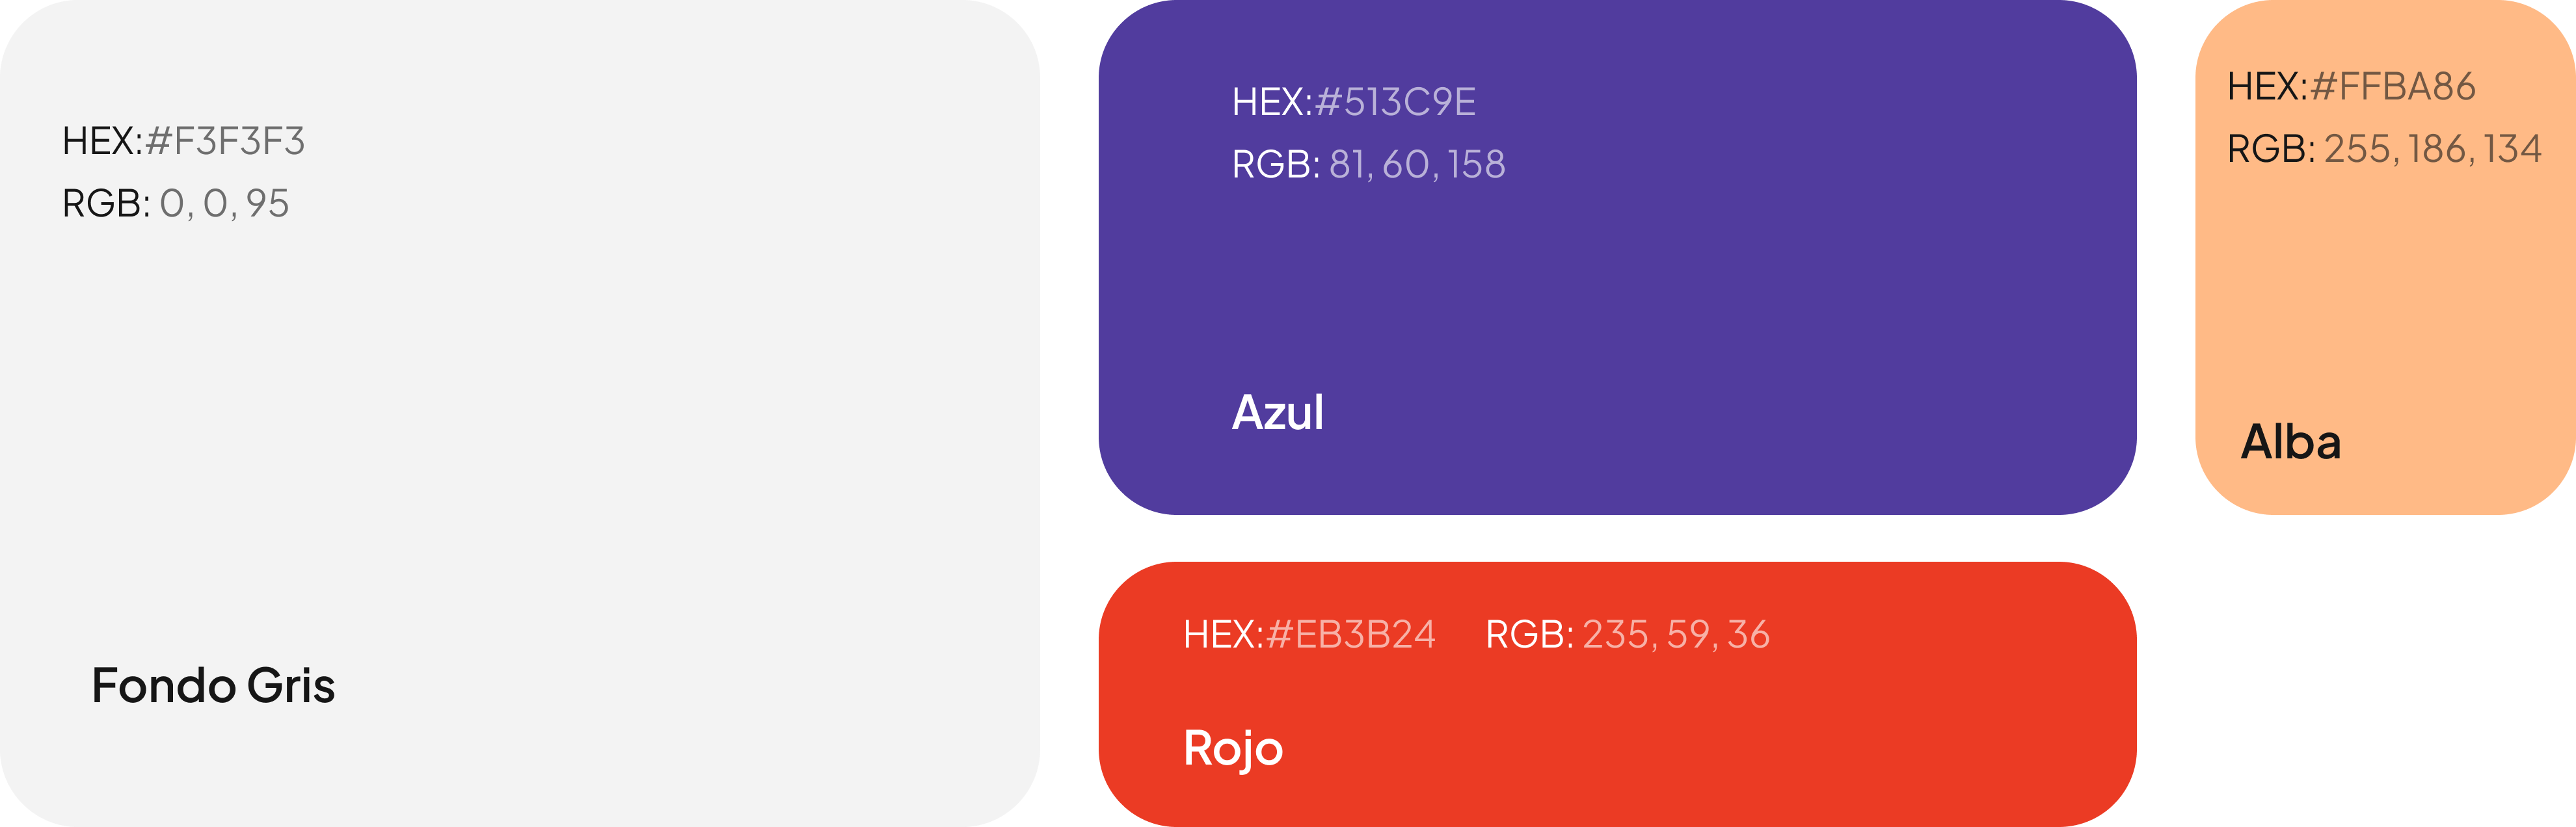 HEX:#F3F3F3
RGB: 0, 0, 95
Fondo Gris
HEX:#513C9E
RGB: 81, 60, 158
Azul
HEX:#FFBA86
RGB: 255, 186, 134
Alba
HEX:#EB3B24 RGB: 235, 59, 36
Rojo